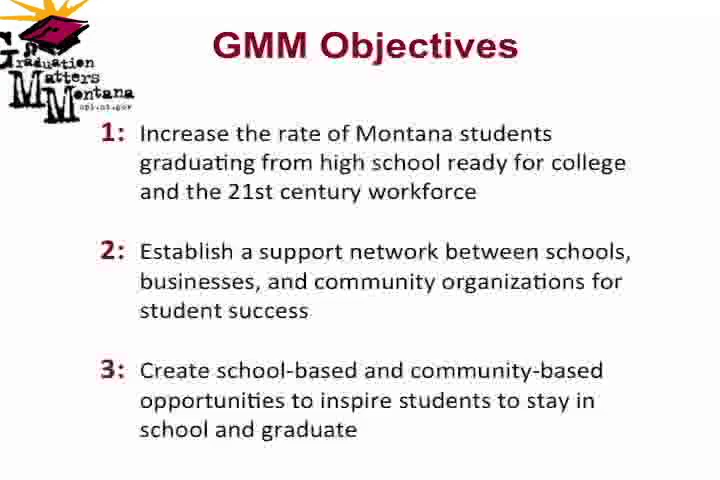 GMM Objectives
Graduation
Matters
Montana
opi.mt.gov
1: Increase the rate of Montana students
graduating from high school ready for college
and the 21st century workforce
2: Establish a support network between schools,
businesses, and community organizations for
student success
3: Create school-based and community-based
opportunities to inspire students to stay in
school and graduate